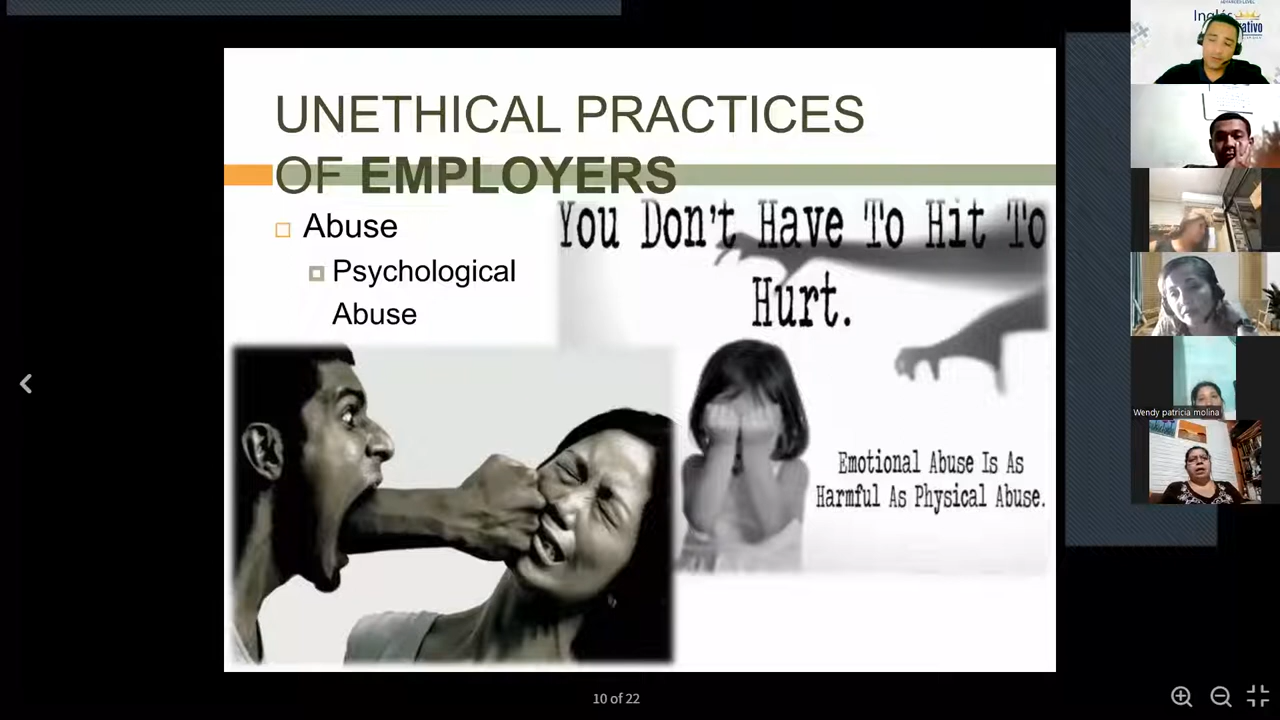 UNETHICAL PRACTICES
OF EMPLOYERS
Abuse
Psychological
Abuse
You Don't Have To Hit To
Hurt.
Emotional Abuse Is As
Harmful As Physical Abuse.
10 of 22
Inglés
Wendy patricia molina